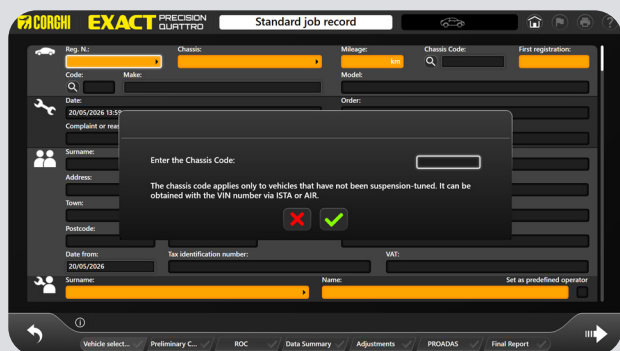 CORGHI EXACT PRECISION QUATTRO Standard job record
Reg. N.: Chassis: Mileage: Chassis Code: First registration:
km
Code: Make: Model:
Date: Order:
20/05/2026 13:59
Complaint or reas
Surname:
Enter the Chassis Code:
Address:
The chassis code applies only to vehicles that have not been suspension-tuned. It can be
obtained with the VIN number via ISTA or AIR.
Town:
Postcode:
Date from: Tax identification number: VAT:
20/05/2026
Surname: Name: Set as predefined operator
Vehicle select... Preliminary C... ROC Data Summary Adjustments PROADAS Final Report